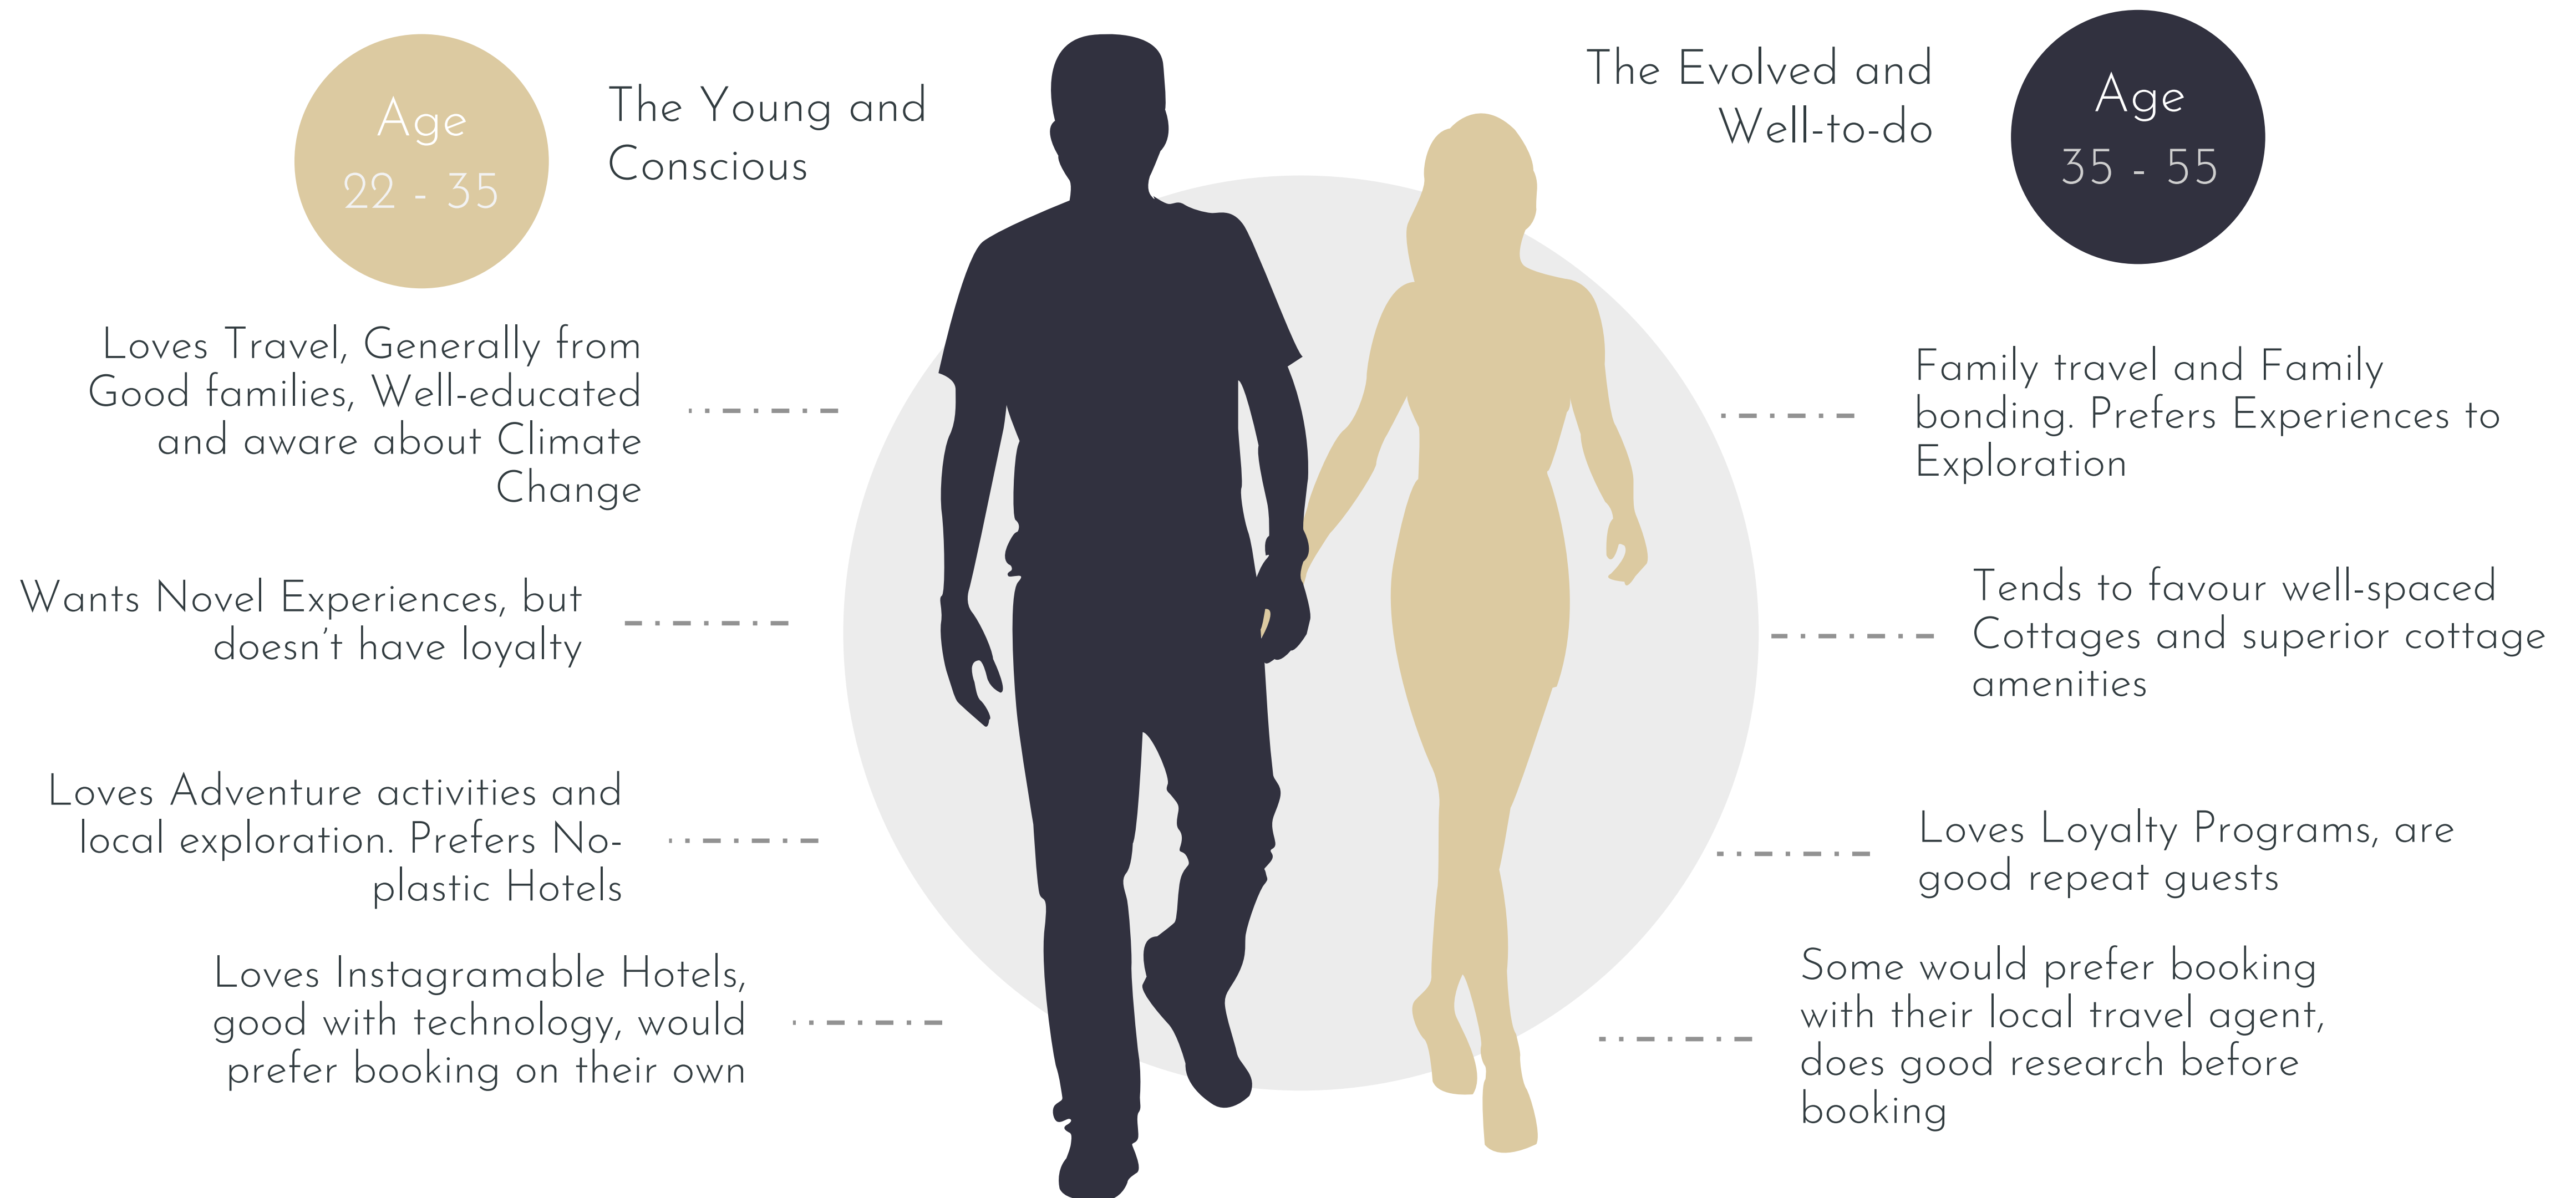 Age
22 - 35
The Young and
Conscious
Loves Travel, Generally from
Good families, Well-educated
and aware about Climate
Change
Wants Novel Experiences, but
doesn't have loyalty
Loves Adventure activities and
local exploration. Prefers No-
plastic Hotels
Loves Instagramable Hotels,
good with technology, would
prefer booking on their own
The Evolved and
Well-to-do
Age
35 - 55
Family travel and Family
bonding. Prefers Experiences to
Exploration
Tends to favour well-spaced
Cottages and superior cottage
amenities
Loves Loyalty Programs, are
good repeat guests
Some would prefer booking
with their local travel agent,
does good research before
booking